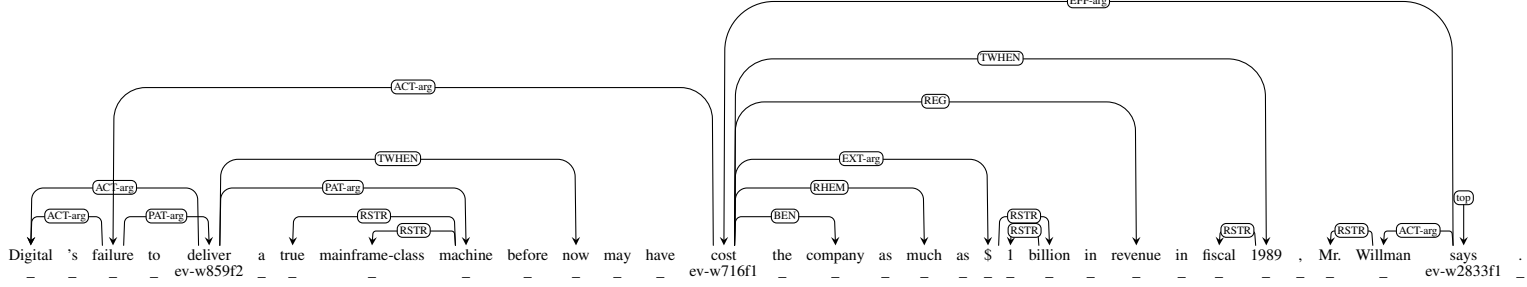 EFF-arg
TWHEN
ACT-arg
REG
TWHEN EXT-arg
ACT-arg PAT-arg RHEM top
ACT-arg PAT-arg RSTR BEN RSTR
RSTR RSTR RSTR RSTR ACT-arg
Digital 's failure to deliver a true mainframe-class machine before now may have cost the company as much as $ 1 billion in revenue in fiscal 1989 , Mr. Willman says .
_ _ _ _ ev-w859f2 _ _ _ _ _ _ _ _ ev-w716f1 _ _ _ _ _ _ _ _ _ _ _ _ _ _ _ _ ev-w2833f1 _